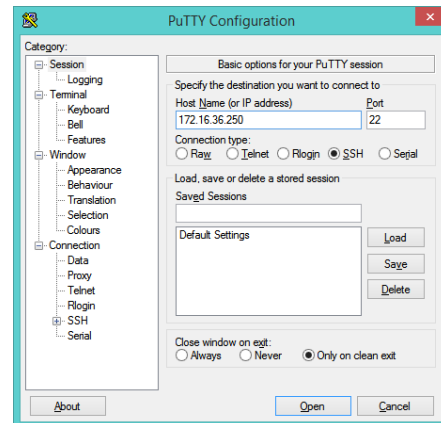 PuTTY Configuration
Category:
Session
Logging
Terminal
Keyboard
Bell
Features
Window
Appearance
Behaviour
Translation
Selection
Colours
Connection
Data
Proxy
Telnet
Rlogin
SSH
Serial
Basic options for your PuTTY session
Specify the destination you want to connect to
Host Name (or IP address) Port
172.16.36.250 22
Connection type:
Raw Telnet Rlogin SSH Serial
Load, save or delete a stored session
Saved Sessions
Default Settings
Load
Save
Delete
Close window on exit:
Always Never Only on clean exit
About Open Cancel